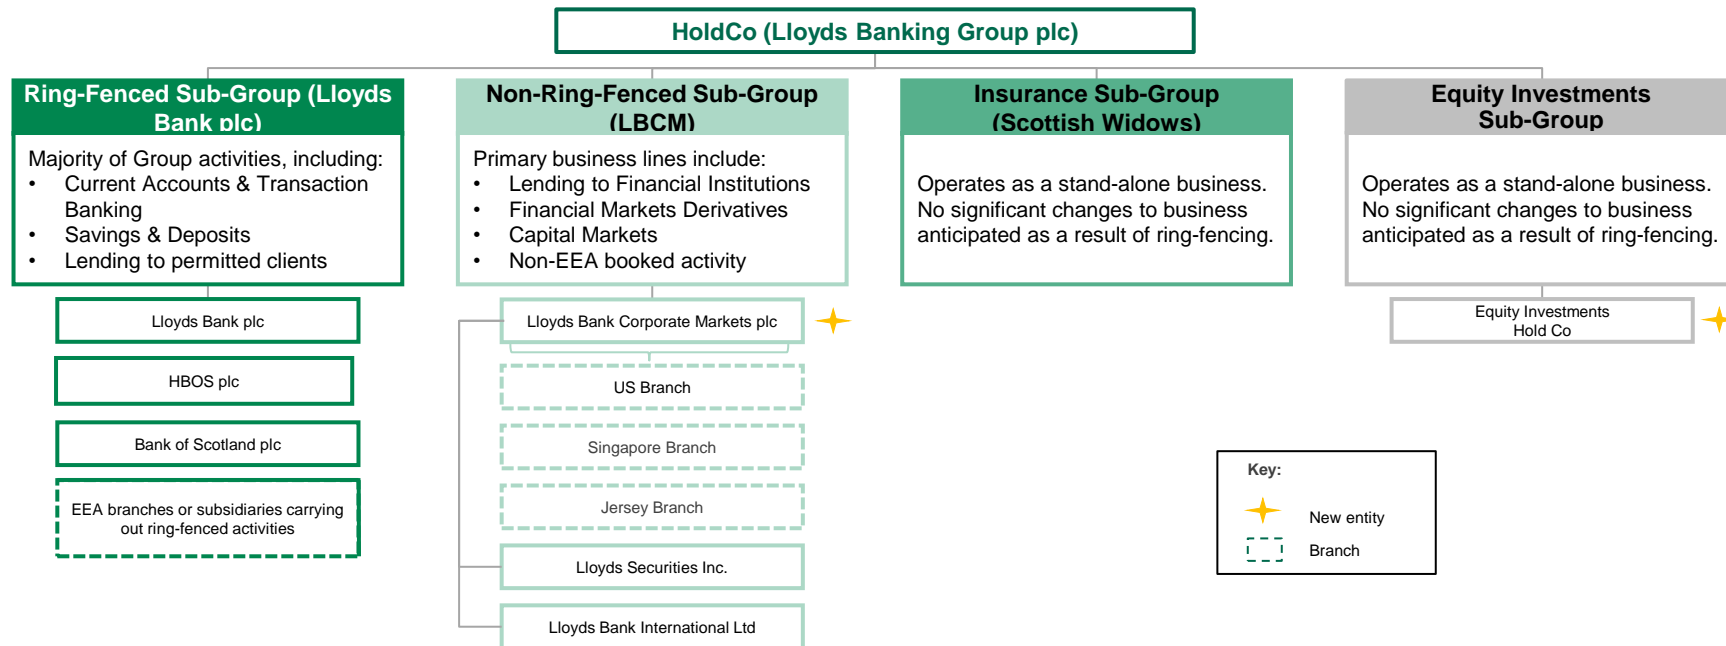 HoldCo (Lloyds Banking Group plc)
Ring-Fenced Sub-Group (Lloyds
Bank plc)
Majority of Group activities, including:
• Current Accounts & Transaction
Banking
• Savings & Deposits
• Lending to permitted clients
Lloyds Bank plc
HBOS plc
Bank of Scotland plc
EEA branches or subsidiaries carrying
out ring-fenced activities
Non-Ring-Fenced Sub-Group
(LBCM)
Primary business lines include:
• Lending to Financial Institutions
• Financial Markets Derivatives
• Capital Markets
• Non-EEA booked activity
Lloyds Bank Corporate Markets plc
US Branch
Singapore Branch
Jersey Branch
Lloyds Securities Inc.
Lloyds Bank International Ltd
Insurance Sub-Group
(Scottish Widows)
Operates as a stand-alone business.
No significant changes to business
anticipated as a result of ring-fencing.
Equity Investments
Sub-Group
Operates as a stand-alone business.
No significant changes to business
anticipated as a result of ring-fencing.
Equity Investments
Hold Co
Key:
New entity
Branch